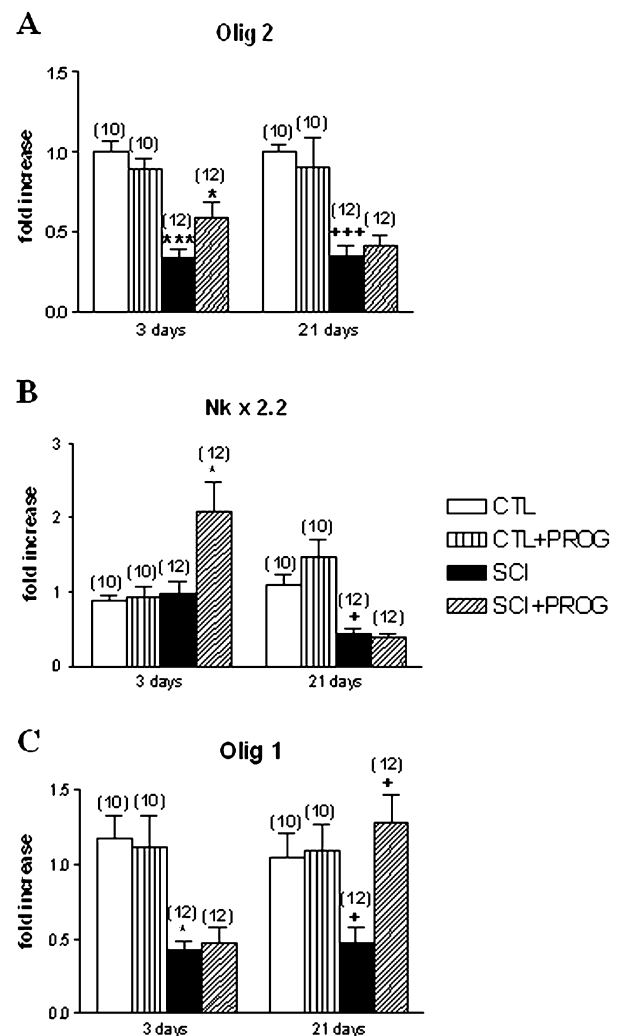 A
Olig 2
fold increase
1.5
1.0
0.5
0.0
(10)
(10)
(12)
***
(12)
*
(10)
(10)
(12)
+++
(12)
3 days
21 days
B
Nk x 2.2
fold increase
3
2
1
0
(10)
(10)
(12)
(12)
*
(10)
(10)
(12)
+
(12)
3 days
21 days
CTL
CTL+PROG
SCI
SCI+PROG
C
Olig 1
fold increase
1.5
1.0
0.5
0.0
(10)
(10)
(12)
*
(12)
(10)
(10)
(12)
+
(12)
+
3 days
21 days